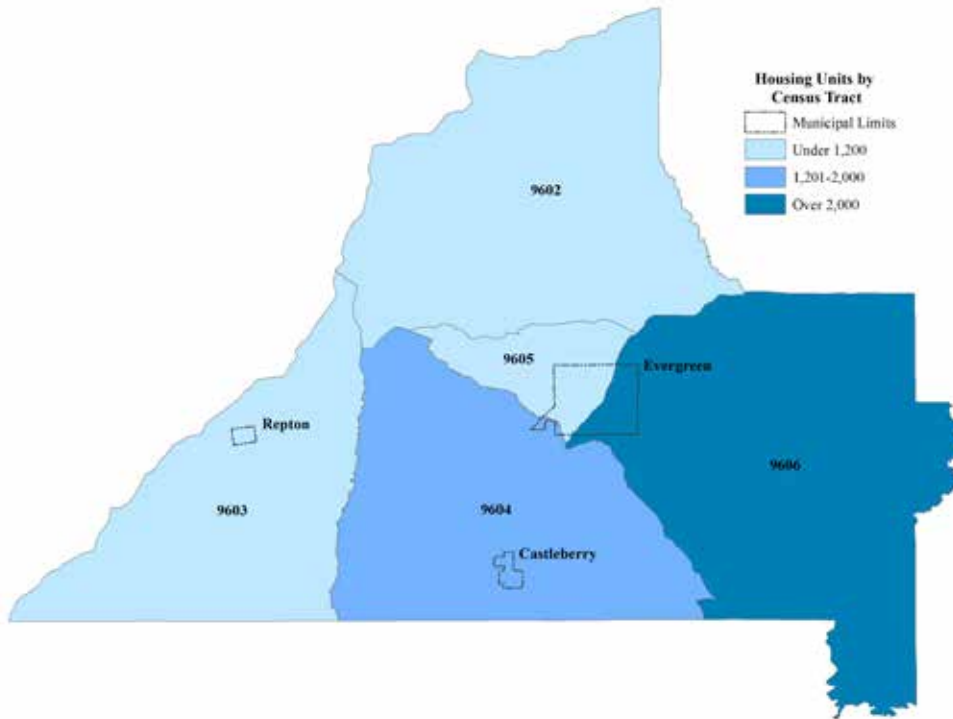 Housing Units by
Census Tract
Municipal Limits
Under 1,200
1,201-2,000
Over 2,000
9602
9605
Evergreen
Repton
9606
9603
9604
Castleberry